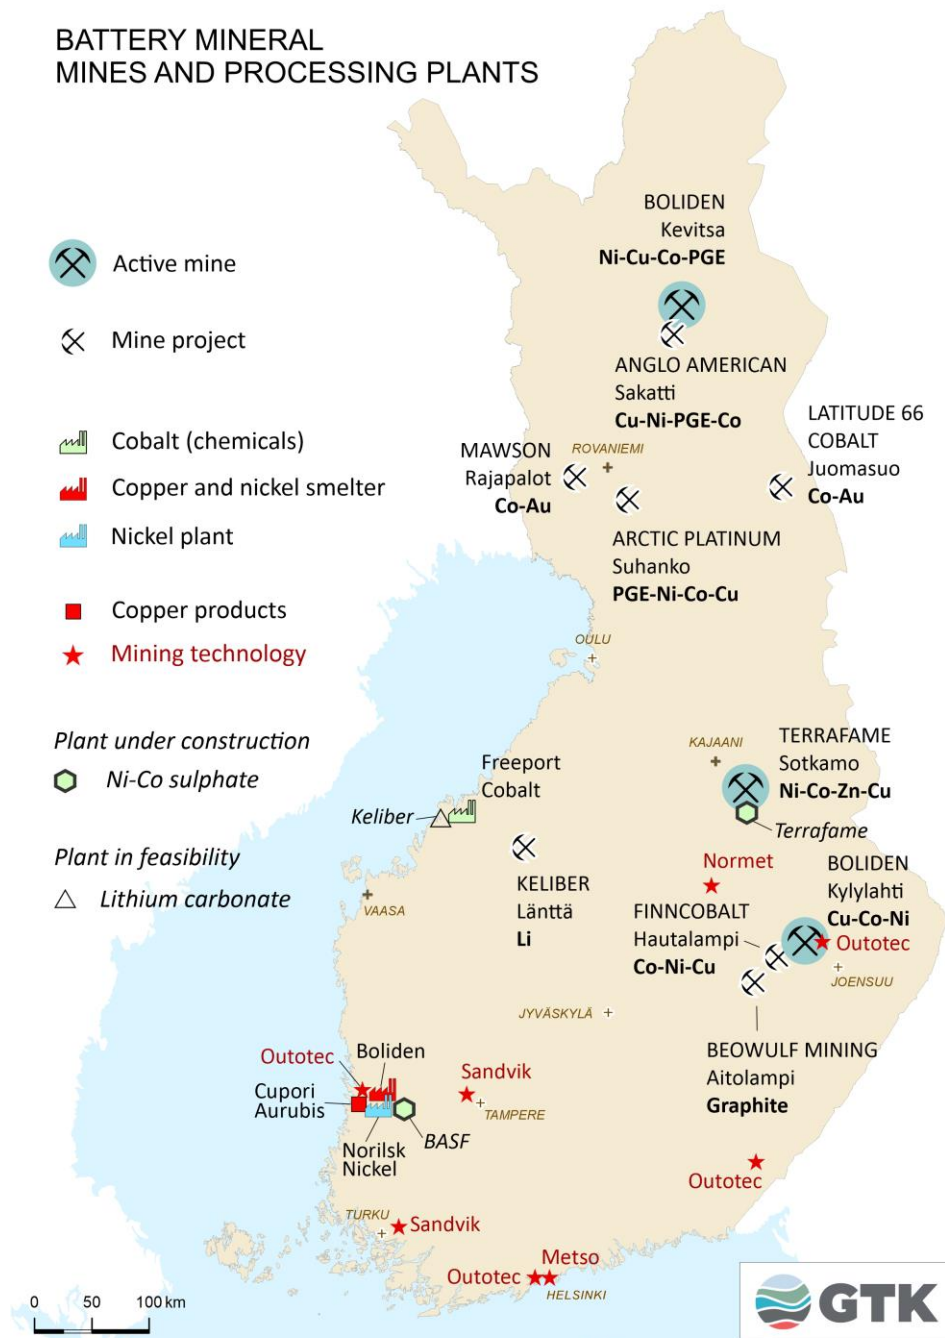 BATTERY MINERAL
MINES AND PROCESSING PLANTS
Active mine
Mine project
Cobalt (chemicals)
Copper and nickel smelter
Nickel plant
Copper products
Mining technology
Plant under construction
Ni-Co sulphate
Plant in feasibility
Lithium carbonate
BOLIDEN
Kevitsa
Ni-Cu-Co-PGE
ANGLO AMERICAN
Sakatti
Cu-Ni-PGE-Co
LATITUDE 66
COBALT
Juomasuo
Co-Au
MAWSON
Rajapalot
Co-Au
ROVANIEMI
ARCTIC PLATINUM
Suhanko
PGE-Ni-Co-Cu
OULU
KAJAANI
TERRAFAME
Sotkamo
Ni-Co-Zn-Cu
Terrafame
Freeport
Cobalt
Keliber
KELIBER
Länttä
Li
VAASA
Normet
BOLIDEN
Kylylahti
Cu-Co-Ni
Outotec
FINNCOBALT
Hautalampi
Co-Ni-Cu
JOENSUU
JYVÄSKYLÄ
BEOWULF MINING
Aitolampi
Graphite
Outotec
Boliden
Cupori
Aurubis
Norilsk
Nickel
BASF
Sandvik
TAMPERE
Outotec
TURKU
Sandvik
Metso
Outotec
HELSINKI
0 50 100 km
GTK